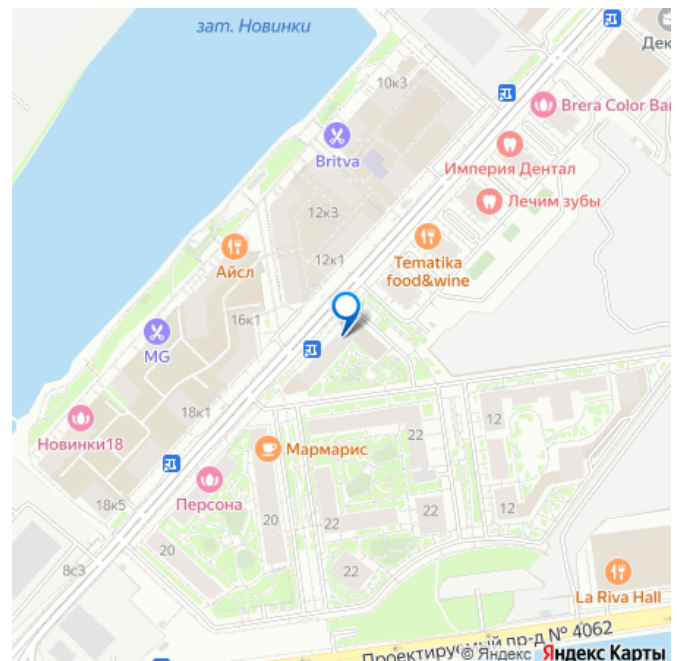 зат. Новинки
Дек
10к3
Brera Color Bar
Britva
Империя Дентал
Лечим зубы
12к3
Tematika
food&wine
Айсл
12к1
16к1
MG
18к1
12
Новинки18
22
Мармарис
18к5
Персона
22
12
20
22
20
22
8с3
La Riva Hall
Проектируемый пр-д № 4062
© Яндекс Яндекс Карты